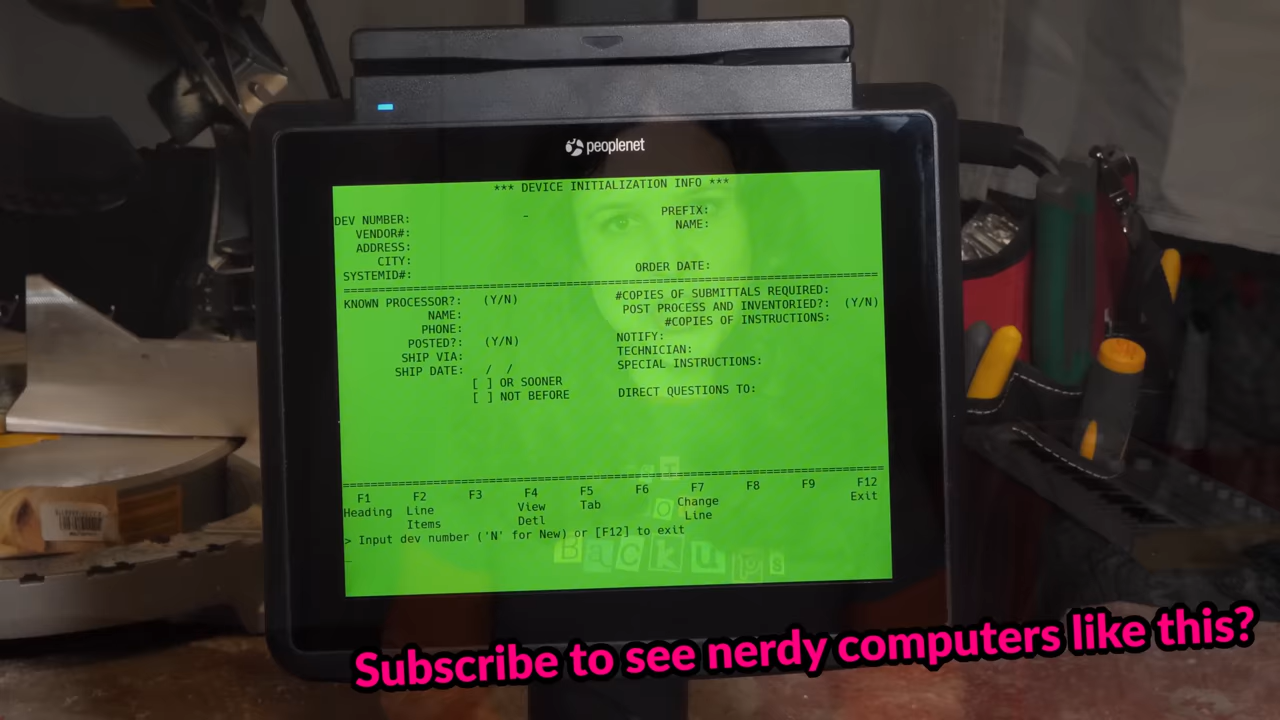 peoplenet
*** DEVICE INITIALIZATION INFO ***
DEV NUMBER: - PREFIX:
VENDOR#: NAME:
ADDRESS:
CITY: ORDER DATE:
SYSTEMID#:
KNOWN PROCESSOR?: (Y/N) #COPIES OF SUBMITTALS REQUIRED:
NAME: POST PROCESS AND INVENTORIED?: (Y/N)
PHONE: #COPIES OF INSTRUCTIONS:
POSTED?: (Y/N) NOTIFY:
SHIP VIA: TECHNICIAN:
SHIP DATE: / / SPECIAL INSTRUCTIONS:
[ ] OR SOONER
[ ] NOT BEFORE DIRECT QUESTIONS TO:
F1 F2 F3 F4 F5 F6 F7 F8 F9 F12
Heading Line View Tab Change Exit
Items Detl Line
> Input dev number ('N' for New) or [F12] to exit
BACKUPS
Subscribe to see nerdy computers like this?